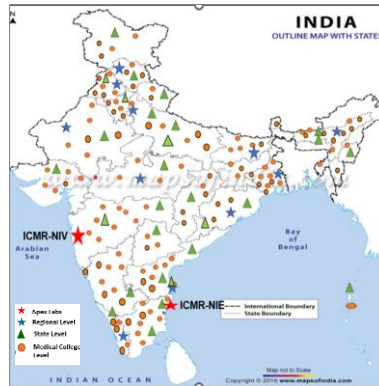 N
INDIA
OUTLINE MAP WITH STATES
ICMR-NIV
Arabian
Sea
Bay
of
Bengal
ICMR-NIE
International Boundary
State Boundary
Apex Labs
Regional Level
State Level
Medical College
Level
Map not to Scale
Copyright © 2016 www.mapsofindia.com
INDIAN OCEAN